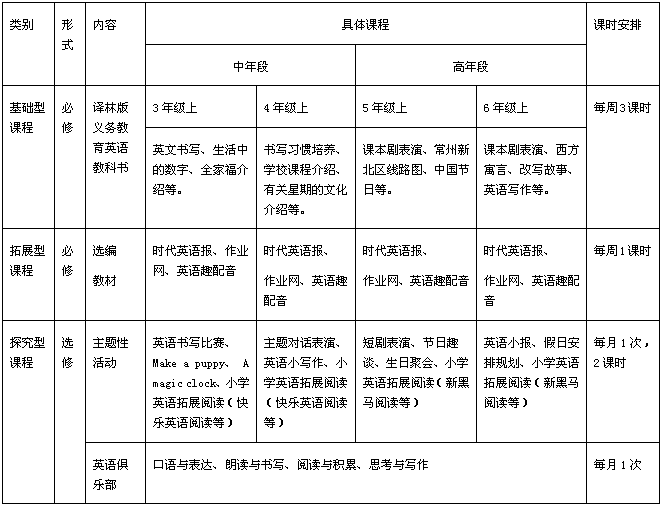 类别
形
式
内容
具体课程
课时安排
中年段
高年段
基础型
课程
必
修
译林版
义务教
育英语
教科书
3年级上
4年级上
5年级上
6年级上
每周3课时
英文书写、生活中
的数字、全家福介
绍等。
书写习惯培养、
学校课程介绍、
有关星期的文化
介绍等。
课本剧表演、常州新
北区线路图、中国节
日等。
课本剧表演、西方
寓言、改写故事、
英语写作等。
拓展型
课程
必
修
选编
教材
时代英语报、作业
网、英语趣配音
时代英语报、
作业网、英语趣
配音
时代英语报、
作业网、英语趣配音
时代英语报、
作业网、英语趣配
音
每周1课时
探究型
课程
选
修
主题性
活动
英语书写比赛、
Make a puppy、 A
magic clock、小学
英语拓展阅读（快
乐英语阅读等）
主题对话表演、
英语小写作、小
学英语拓展阅读
（快乐英语阅读
等）
短剧表演、节日趣
谈、生日聚会、小学
英语拓展阅读（新黑
马阅读等）
英语小报、假日安
排规划、小学英语
拓展阅读（新黑马
阅读等）
每月1次，
2课时
英语俱
乐部
口语与表达、朗读与书写、阅读与积累、思考与写作
每月1次